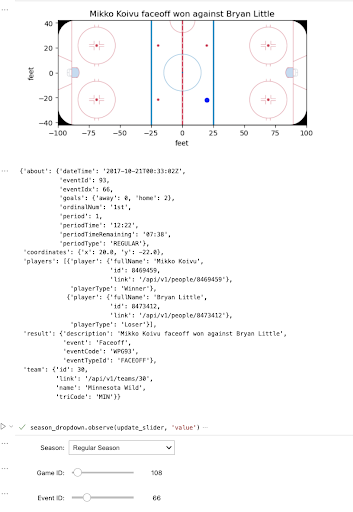 Mikko Koivu faceoff won against Bryan Little
40
20
feet
0
−20
−40
−100 −75 −50 −25 0 25 50 75 100
feet
{'about': {'dateTime': '2017-10-21T00:33:02Z',
'eventId': 93,
'eventIdx': 66,
'goals': {'away': 0, 'home': 2},
'ordinalNum': '1st',
'period': 1,
'periodTime': '12:22',
'periodTimeRemaining': '07:38',
'periodType': 'REGULAR'},
'coordinates': {'x': 20.0, 'y': -22.0},
'players': [{'player': {'fullName': 'Mikko Koivu',
'id': 8469459,
'link': '/api/v1/people/8469459'},
'playerType': 'Winner'},
{'player': {'fullName': 'Bryan Little',
'id': 8473412,
'link': '/api/v1/people/8473412'},
'playerType': 'Loser'}],
'result': {'description': 'Mikko Koivu faceoff won against Bryan Little',
'event': 'Faceoff',
'eventCode': 'WPG93',
'eventTypeId': 'FACEOFF'},
'team': {'id': 30,
'link': '/api/v1/teams/30',
'name': 'Minnesota Wild',
'triCode': 'MIN'}}
season_dropdown.observe(update_slider, 'value') ···
Season: Regular Season
Game ID: 108
Event ID: 66